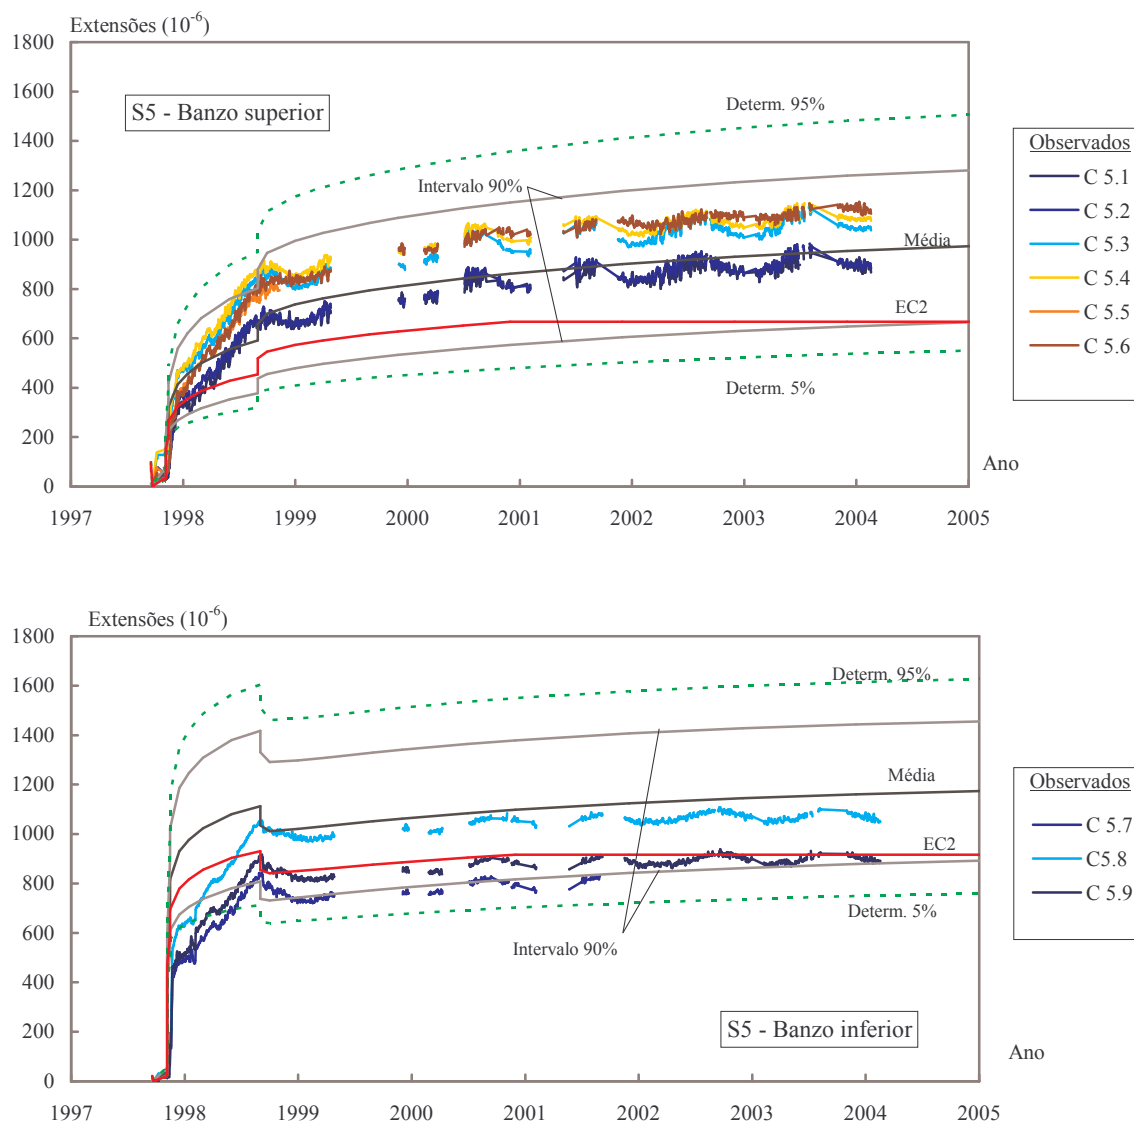 Extensões (10-6)
1800
1600
1400
1200
1000
800
600
400
200
0
S5 - Banzo superior
Determ. 95%
Intervalo 90%
Média
EC2
Determ. 5%
Ano
1997 1998 1999 2000 2001 2002 2003 2004 2005
Observados
C 5.1
C 5.2
C 5.3
C 5.4
C 5.5
C 5.6
Extensões (10-6)
1800
1600
1400
1200
1000
800
600
400
200
0
Determ. 95%
Média
EC2
Determ. 5%
Intervalo 90%
S5 - Banzo inferior
Ano
1997 1998 1999 2000 2001 2002 2003 2004 2005
Observados
C 5.7
C5.8
C 5.9